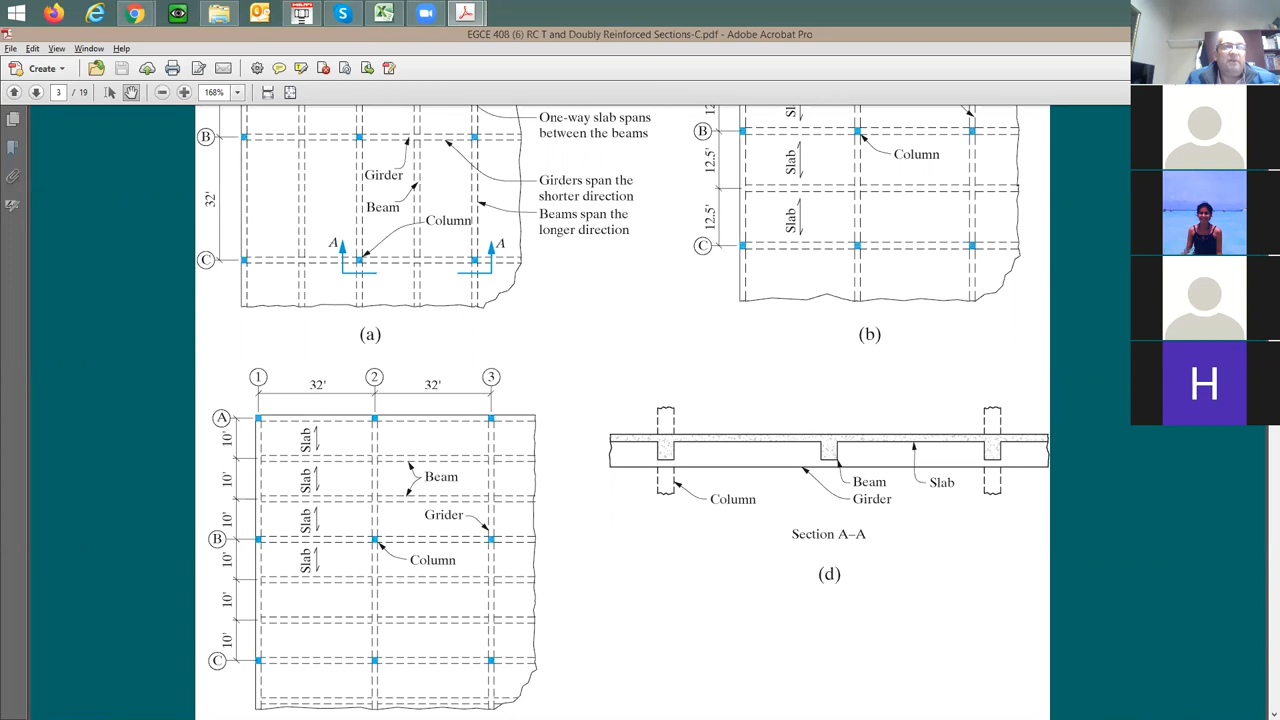 EGCE 408 (6) RC T and Doubly Reinforced Sections-C.pdf - Adobe Acrobat Pro
File Edit View Window Help
Create
3 / 19
168%
One-way slab spans
between the beams
B
Girder
Girders span the
shorter direction
32'
Beam
Beams span the
longer direction
Column
A
A
C
(a)
Slab
B
Column
12.5'
Slab
12.5'
Slab
C
(b)
1
2
3
32'
32'
A
10'
Slab
10'
Slab
Beam
10'
Slab
Grider
B
10'
Slab
Column
10'
10'
C
Column
Beam
Girder
Slab
Section A–A
(d)
H